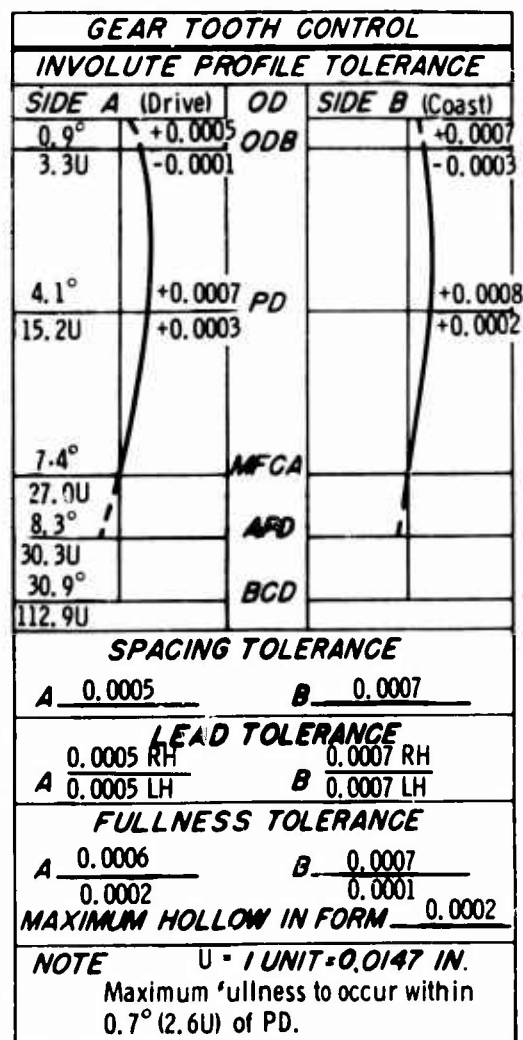 GEAR TOOTH CONTROL
INVOLUTE PROFILE TOLERANCE
SIDE A (Drive) OD SIDE B (Coast)
0.9° +0.0005 ODB +0.0007
3.3U -0.0001 -0.0003
4.1° +0.0007 PD +0.0008
15.2U +0.0003 +0.0002
7.4° MFCA
27.0U
8.3°
30.3U
30.9° BCD
112.9U
SPACING TOLERANCE
A 0.0005 B 0.0007
LEAD TOLERANCE
A 0.0005 RH B 0.0007 RH
0.0005 LH 0.0007 LH
FULLNESS TOLERANCE
A 0.0006 B 0.0007
0.0002 0.0001
MAXIMUM HOLLOW IN FORM 0.0002
NOTE U = 1 UNIT = 0.0147 IN.
Maximum fullness to occur within
0.7° (2.6U) of PD.